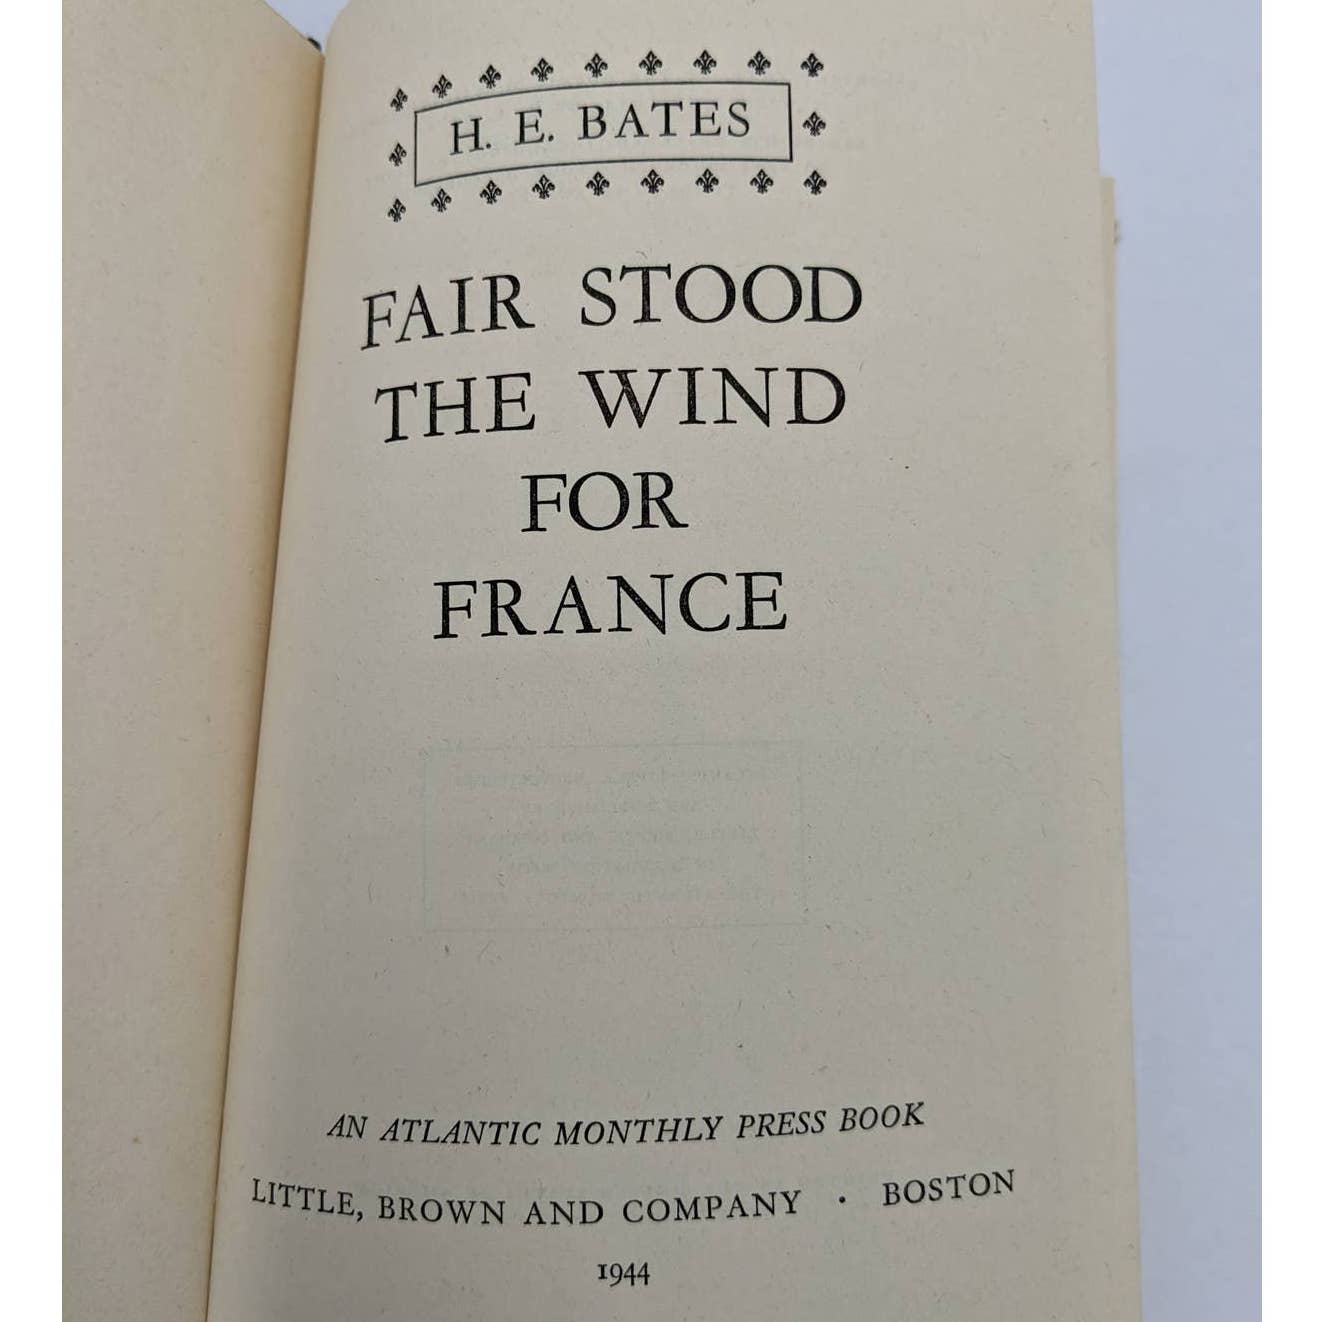 H. E. BATES
FAIR STOOD
THE WIND
FOR
FRANCE
AN ATLANTIC MONTHLY PRESS BOOK
LITTLE, BROWN AND COMPANY · BOSTON
1944